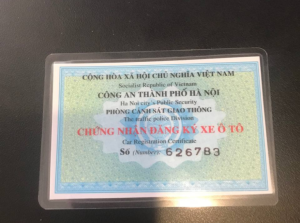 CỘNG HÒA XÃ HỘI CHỦ NGHĨA VIỆT NAM
Socialist Republic of Vietnam
CÔNG AN THÀNH PHỐ HÀ NỘI
Ha Noi city's Public Security
PHÒNG CẢNH SÁT GIAO THÔNG
The traffic police Division
CHỨNG NHẬN ĐĂNG KÝ XE Ô TÔ
Car Registration Certificate
Số (Number): 626783